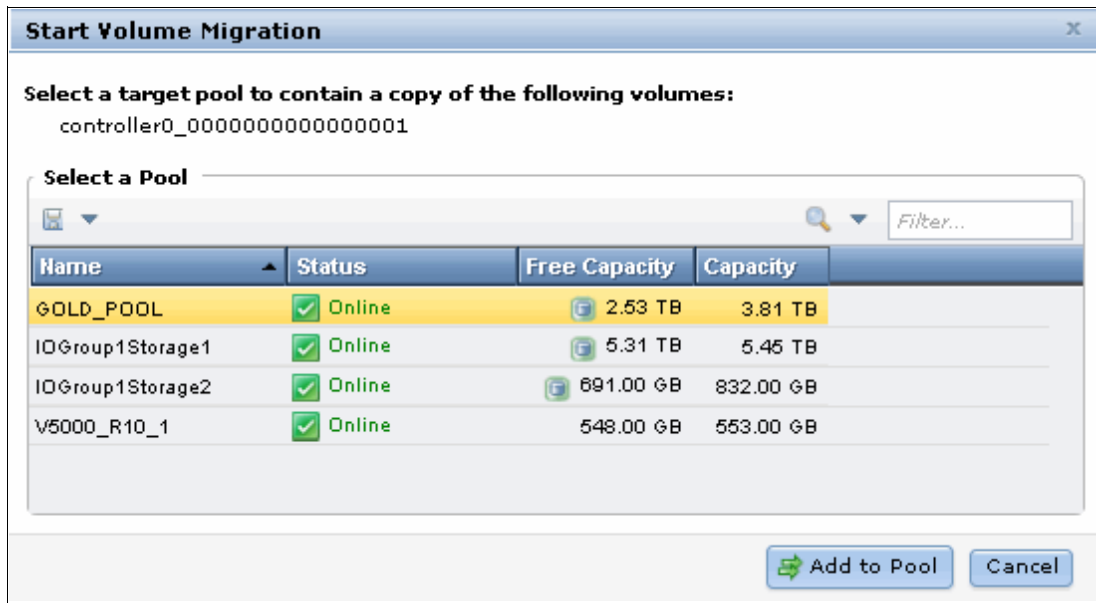 Start Volume Migration x
Select a target pool to contain a copy of the following volumes:
controller0_0000000000000001
Select a Pool
Filter...
Name Status Free Capacity Capacity
GOLD_POOL Online 2.53 TB 3.81 TB
IOGroup1Storage1 Online 5.31 TB 5.45 TB
IOGroup1Storage2 Online 691.00 GB 832.00 GB
V5000_R10_1 Online 548.00 GB 553.00 GB
Add to Pool Cancel